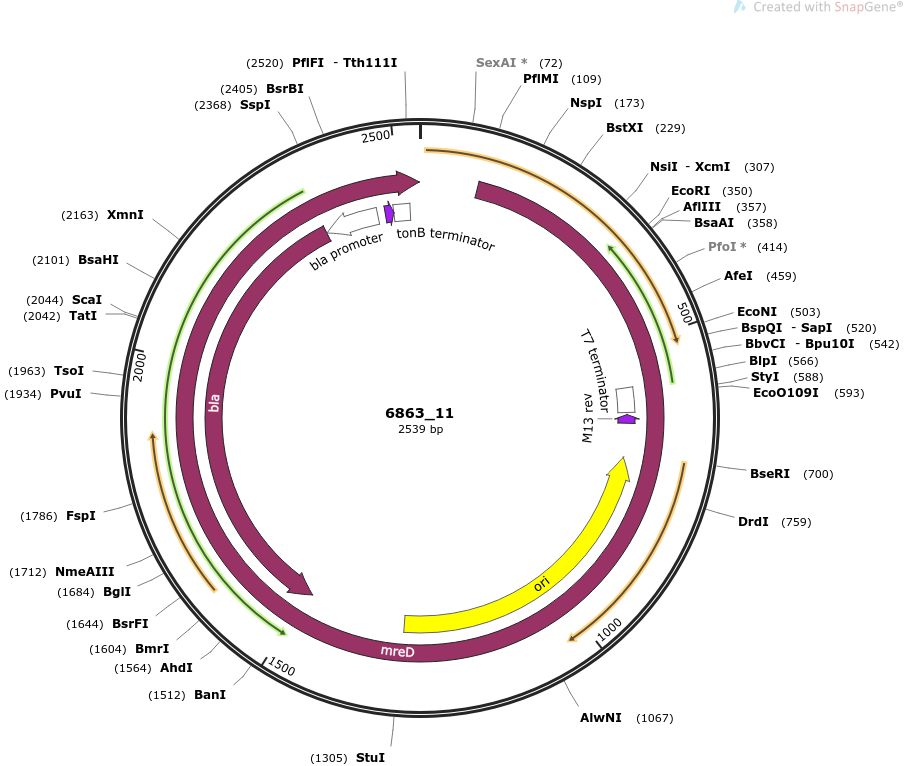 Created with SnapGene®
(2520) PflFI - Tth111I
SexAI * (72)
(2405) BsrBI
PflMI (109)
(2368) SspI
NspI (173)
BstXI (229)
2500
NsiI - XcmI (307)
EcoRI (350)
AflIII (357)
(2163) XmnI
BsaAI (358)
bla promoter
tonB terminator
PfoI * (414)
(2101) BsaHI
AfeI (459)
(2044) ScaI
(2042) TatI
500
EcoNI (503)
BspQI - SapI (520)
BbvCI - Bpu10I (542)
2000
T7 terminator
BlpI (566)
(1963) TsoI
StyI (588)
(1934) PvuI
EcoO109I (593)
bla
M13 rev
6863_11
2539 bp
BseRI (700)
(1786) FspI
DrdI (759)
(1712) NmeAIII
ori
(1684) BglI
(1644) BsrFI
1000
(1604) BmrI
mreD
(1564) AhdI
1500
(1512) BanI
AlwNI (1067)
(1305) StuI